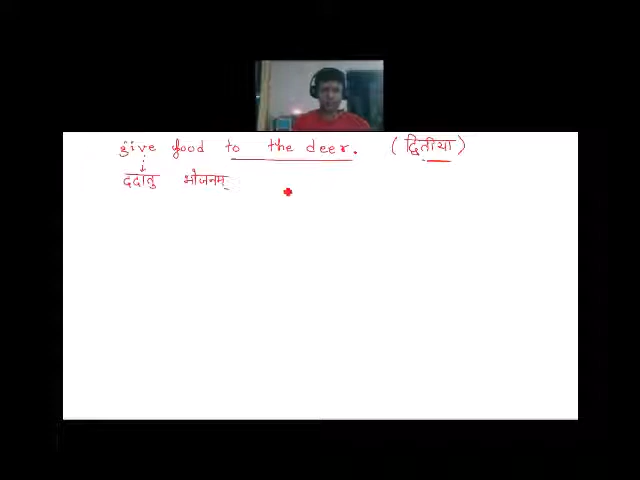 give food to the deer. (द्वितीया)
ददातु भोजनम्